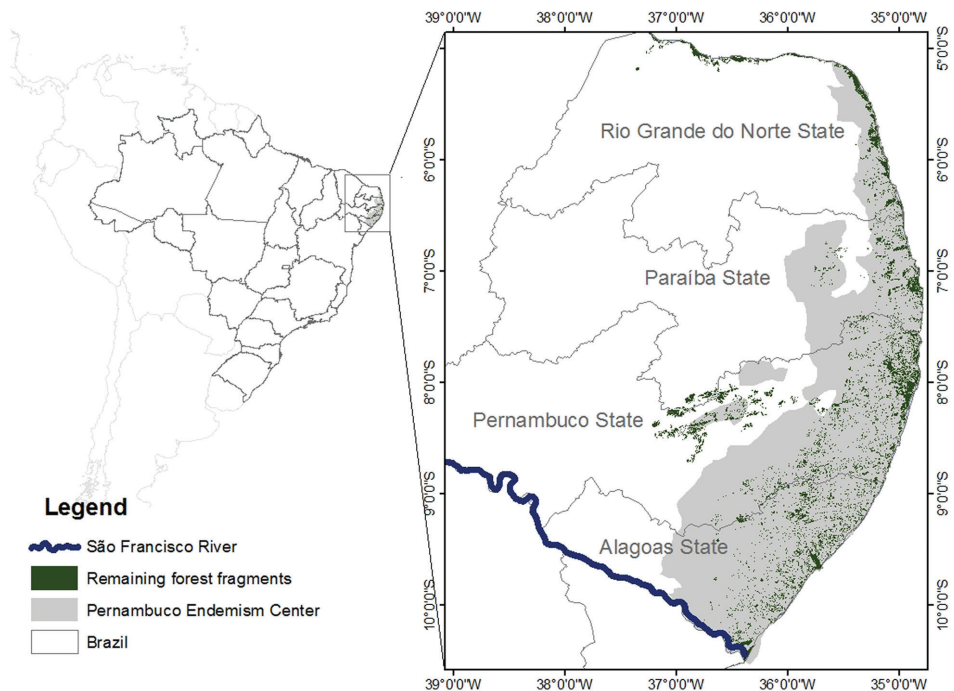 39°0'0"W 38°0'0"W 37°0'0"W 36°0'0"W 35°0'0"W
5°0'0"S
6°0'0"S
7°0'0"S
8°0'0"S
9°0'0"S
10°0'0"S
Rio Grande do Norte State
Paraíba State
Pernambuco State
Alagoas State
5°0'0"S
6°0'0"S
7°0'0"S
8°0'0"S
9°0'0"S
10°0'0"S
39°0'0"W 38°0'0"W 37°0'0"W 36°0'0"W 35°0'0"W
Legend
São Francisco River
Remaining forest fragments
Pernambuco Endemism Center
Brazil